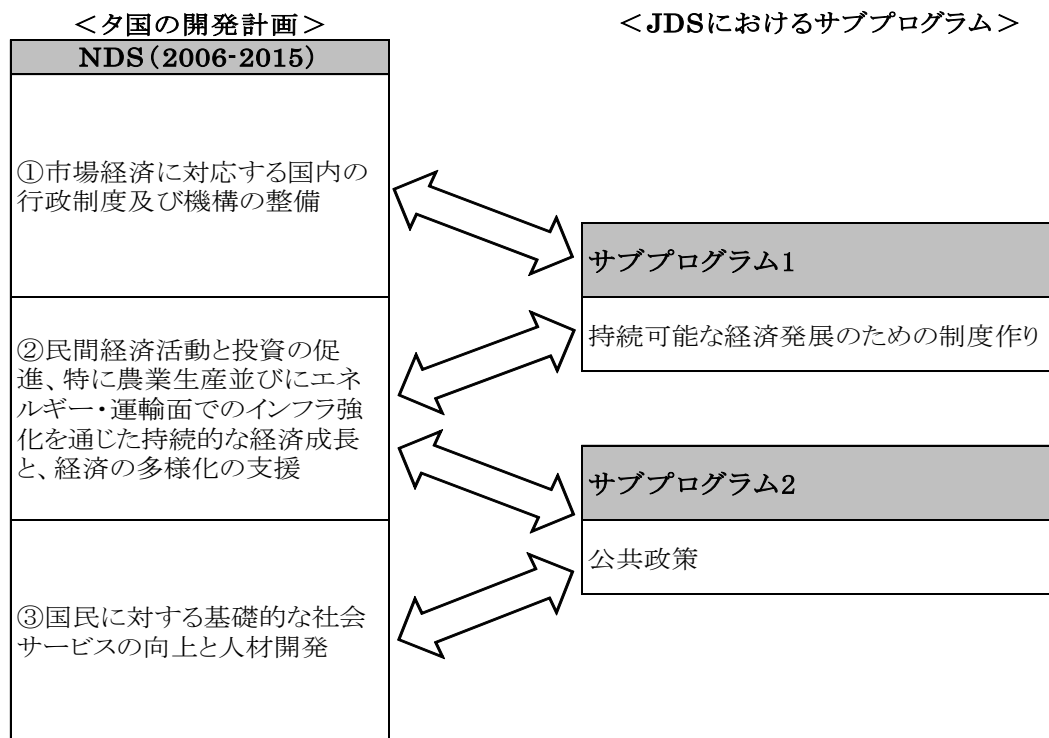 ＜タ国の開発計画＞
NDS（2006-2015）
①市場経済に対応する国内の
行政制度及び機構の整備
②民間経済活動と投資の促
進、特に農業生産並びにエネ
ルギー・運輸面でのインフラ強
化を通じた持続的な経済成長
と、経済の多様化の支援
③国民に対する基礎的な社会
サービスの向上と人材開発
＜JDSにおけるサブプログラム＞
サブプログラム1
持続可能な経済発展のための制度作り
サブプログラム2
公共政策